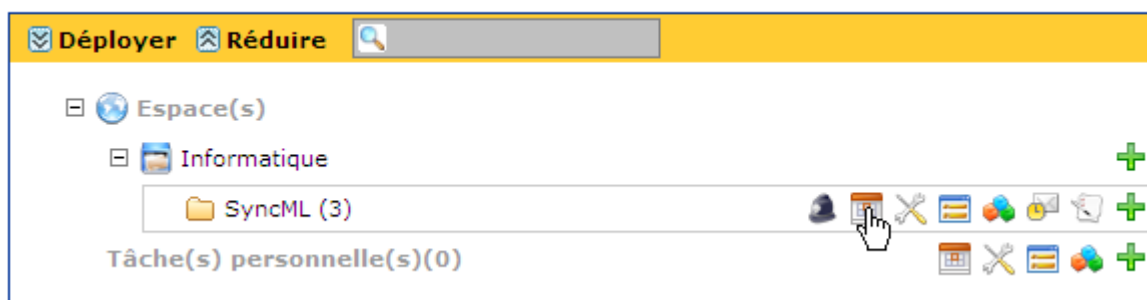 Déployer Réduire
Espace(s)
Informatique
SyncML (3)
Tâche(s) personnelle(s)(0)